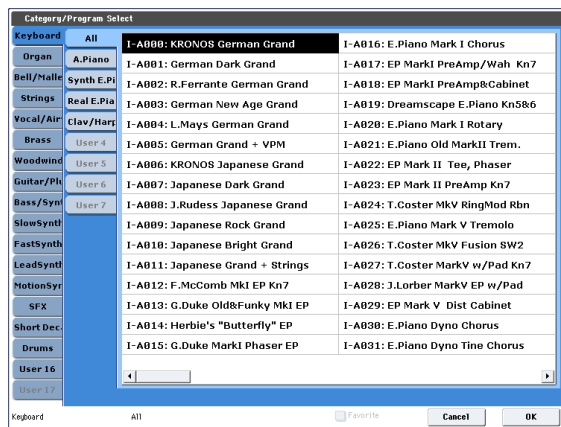 Category/Program Select
Keyboard
Organ
Bell/Malle
Strings
Vocal/Air
Brass
Woodwind
Guitar/Plu
Bass/Synt
SlowSynth
FastSynth
LeadSynth
MotionSyn
SFX
Short Dec.
Drums
User 16
User 17
All
A.Piano
Synth E.Pi
Real E.Pia
Clav/Harp
User 4
User 5
User 6
User 7
I-A000: KRONOS German Grand
I-A001: German Dark Grand
I-A002: R.Ferrante German Grand
I-A003: German New Age Grand
I-A004: L.Mays German Grand
I-A005: German Grand + VPM
I-A006: KRONOS Japanese Grand
I-A007: Japanese Dark Grand
I-A008: J.Rudess Japanese Grand
I-A009: Japanese Rock Grand
I-A010: Japanese Bright Grand
I-A011: Japanese Grand + Strings
I-A012: F.McComb MkI EP Kn7
I-A013: G.Duke Old&Funky MkI EP
I-A014: Herbie's "Butterfly" EP
I-A015: G.Duke MarkI Phaser EP
I-A016: E.Piano Mark I Chorus
I-A017: EP MarkI PreAmp/Wah Kn7
I-A018: EP MarkI PreAmp&Cabinet
I-A019: Dreamscape E.Piano Kn5&6
I-A020: E.Piano Mark I Rotary
I-A021: E.Piano Old MarkII Trem.
I-A022: EP Mark II Tee, Phaser
I-A023: EP Mark II PreAmp Kn7
I-A024: T.Coster MkV RingMod Rbn
I-A025: E.Piano Mark V Tremolo
I-A026: T.Coster MkV Fusion SW2
I-A027: T.Coster MarkV w/Pad Kn7
I-A028: J.Lorber MarkV EP w/Pad
I-A029: EP Mark V Dist Cabinet
I-A030: E.Piano Dyno Chorus
I-A031: E.Piano Dyno Tine Chorus
Keyboard
All
Favorite
Cancel
OK